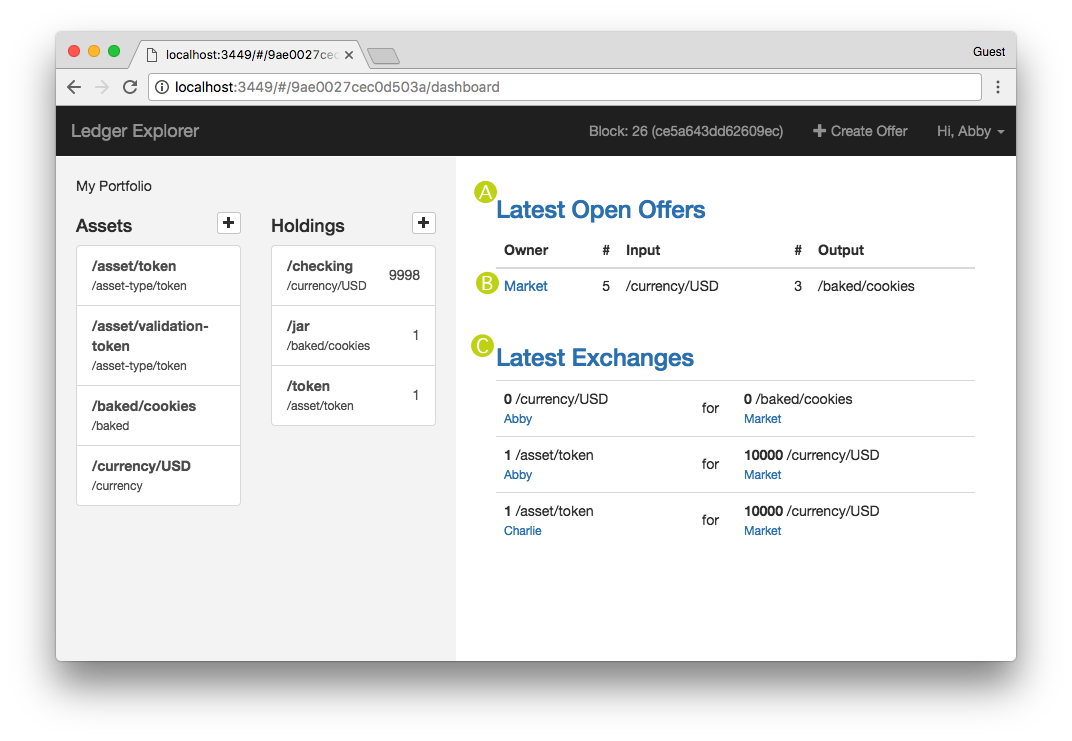 localhost:3449/#/9ae0027cec
Guest
localhost:3449/#/9ae0027cec0d503a/dashboard
Ledger Explorer
Block: 26 (ce5a643dd62609ec)
Create Offer
Hi, Abby
My Portfolio
Assets
/asset/token
/asset-type/token
/asset/validation-
token
/asset-type/token
/baked/cookies
/baked
/currency/USD
/currency
Holdings
/checking 9998
/currency/USD
/jar 1
/baked/cookies
/token 1
/asset/token
A
Latest Open Offers
Owner # Input # Output
B Market 5 /currency/USD 3 /baked/cookies
C
Latest Exchanges
0 /currency/USD for 0 /baked/cookies
Abby Market
1 /asset/token for 10000 /currency/USD
Abby Market
1 /asset/token for 10000 /currency/USD
Charlie Market